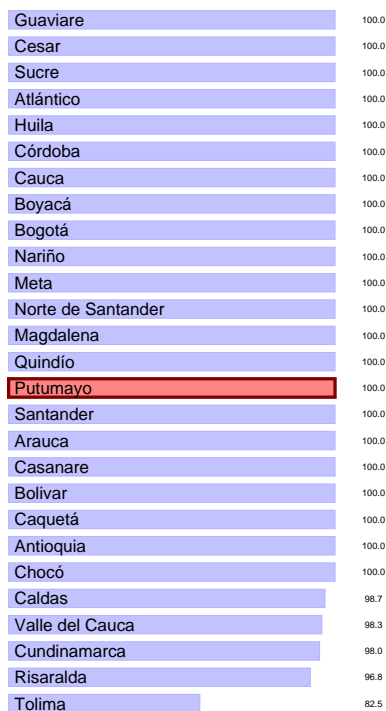 Guaviare 100.0
Cesar 100.0
Sucre 100.0
Atlántico 100.0
Huila 100.0
Córdoba 100.0
Cauca 100.0
Boyacá 100.0
Bogotá 100.0
Nariño 100.0
Meta 100.0
Norte de Santander 100.0
Magdalena 100.0
Quindío 100.0
Putumayo 100.0
Santander 100.0
Arauca 100.0
Casanare 100.0
Bolivar 100.0
Caquetá 100.0
Antioquia 100.0
Chocó 100.0
Caldas 98.7
Valle del Cauca 98.3
Cundinamarca 98.0
Risaralda 96.8
Tolima 82.5